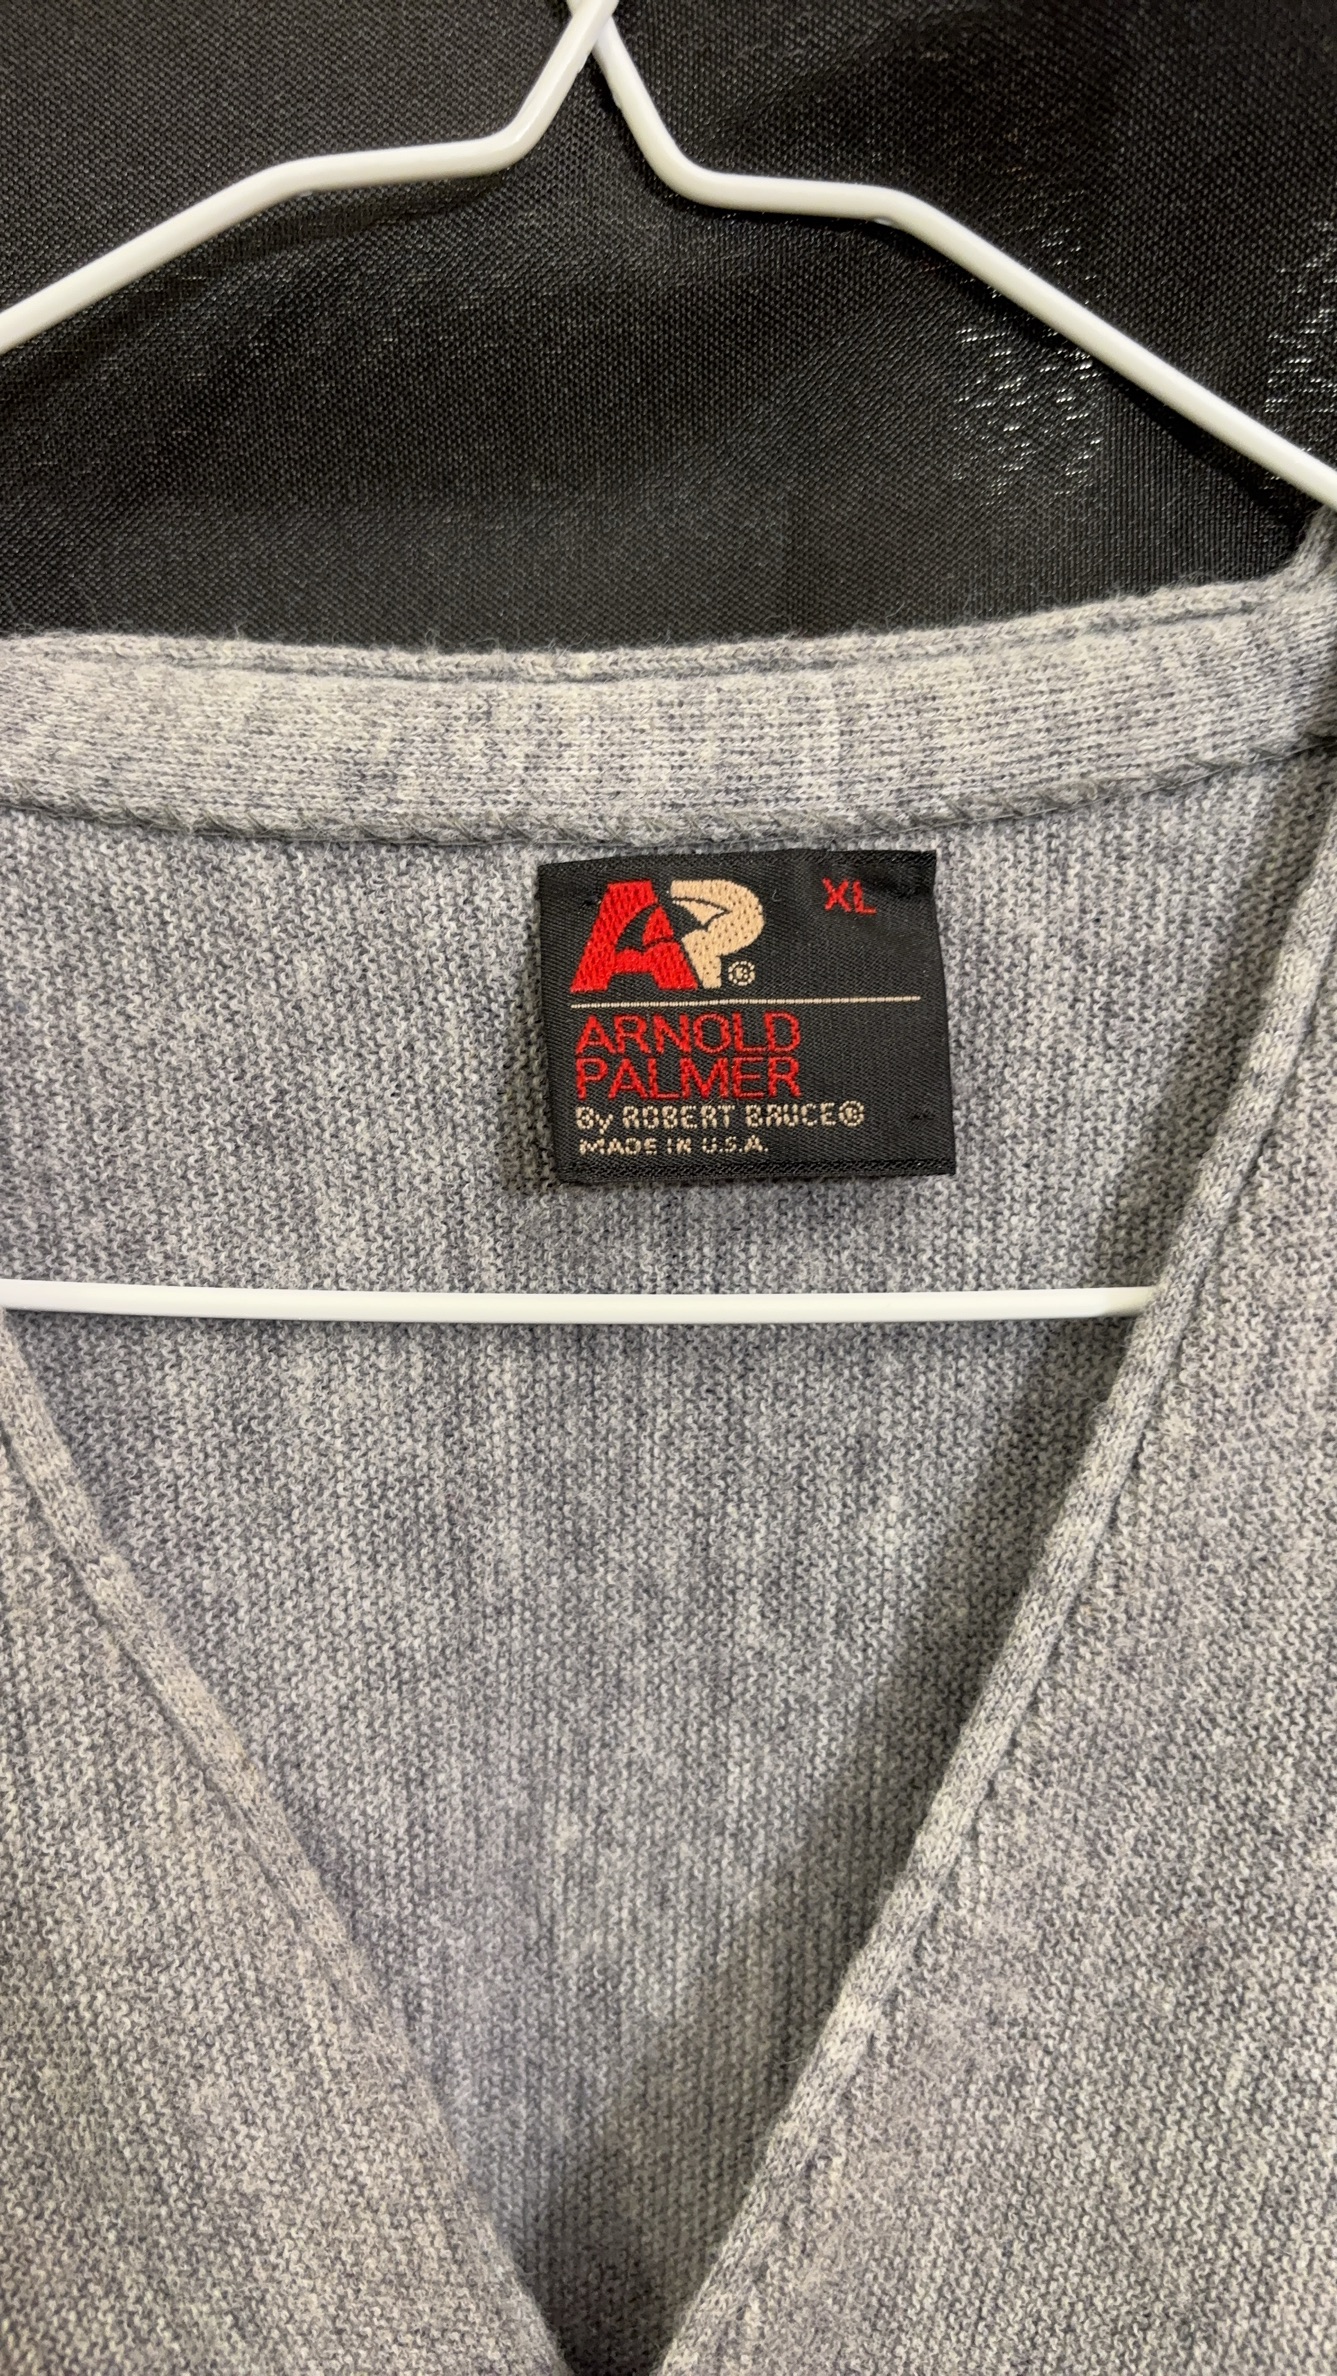 AP® XL
ARNOLD
PALMER
By ROBERT BRUCE®
MADE IN U.S.A.